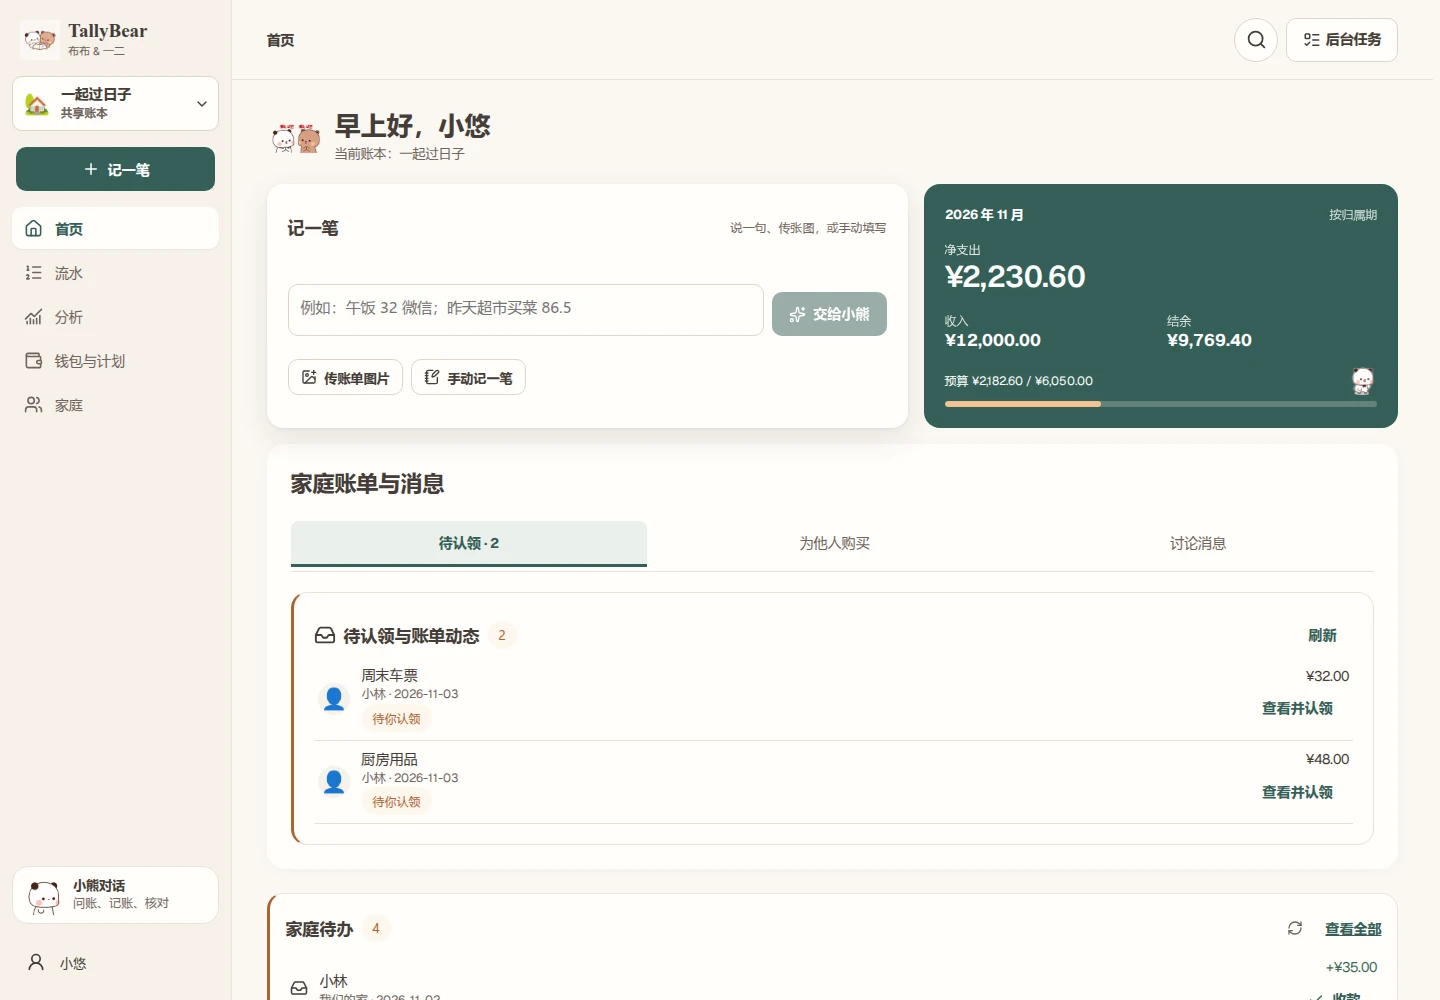 TallyBear
布布 & 一二
一起过日子
共享账本
记一笔
首页
流水
分析
钱包与计划
家庭
小熊对话
问账、记账、核对
小悠
首页
后台任务
早上好，小悠
当前账本：一起过日子
记一笔
说一句、传张图，或手动填写
例如：午饭 32 微信；昨天超市买菜 86.5
交给小熊
传账单图片
手动记一笔
2026 年 11 月
按归属期
净支出
¥2,230.60
收入
结余
¥12,000.00
¥9,769.40
预算 ¥2,182.60 / ¥6,050.00
家庭账单与消息
待认领 · 2
为他人购买
讨论消息
待认领与账单动态
2
刷新
周末车票
¥32.00
小林 · 2026-11-03
待你认领
查看并认领
厨房用品
¥48.00
小林 · 2026-11-03
待你认领
查看并认领
家庭待办
4
查看全部
小林
+¥35.00
我们的家 · 2026-11-02
收款